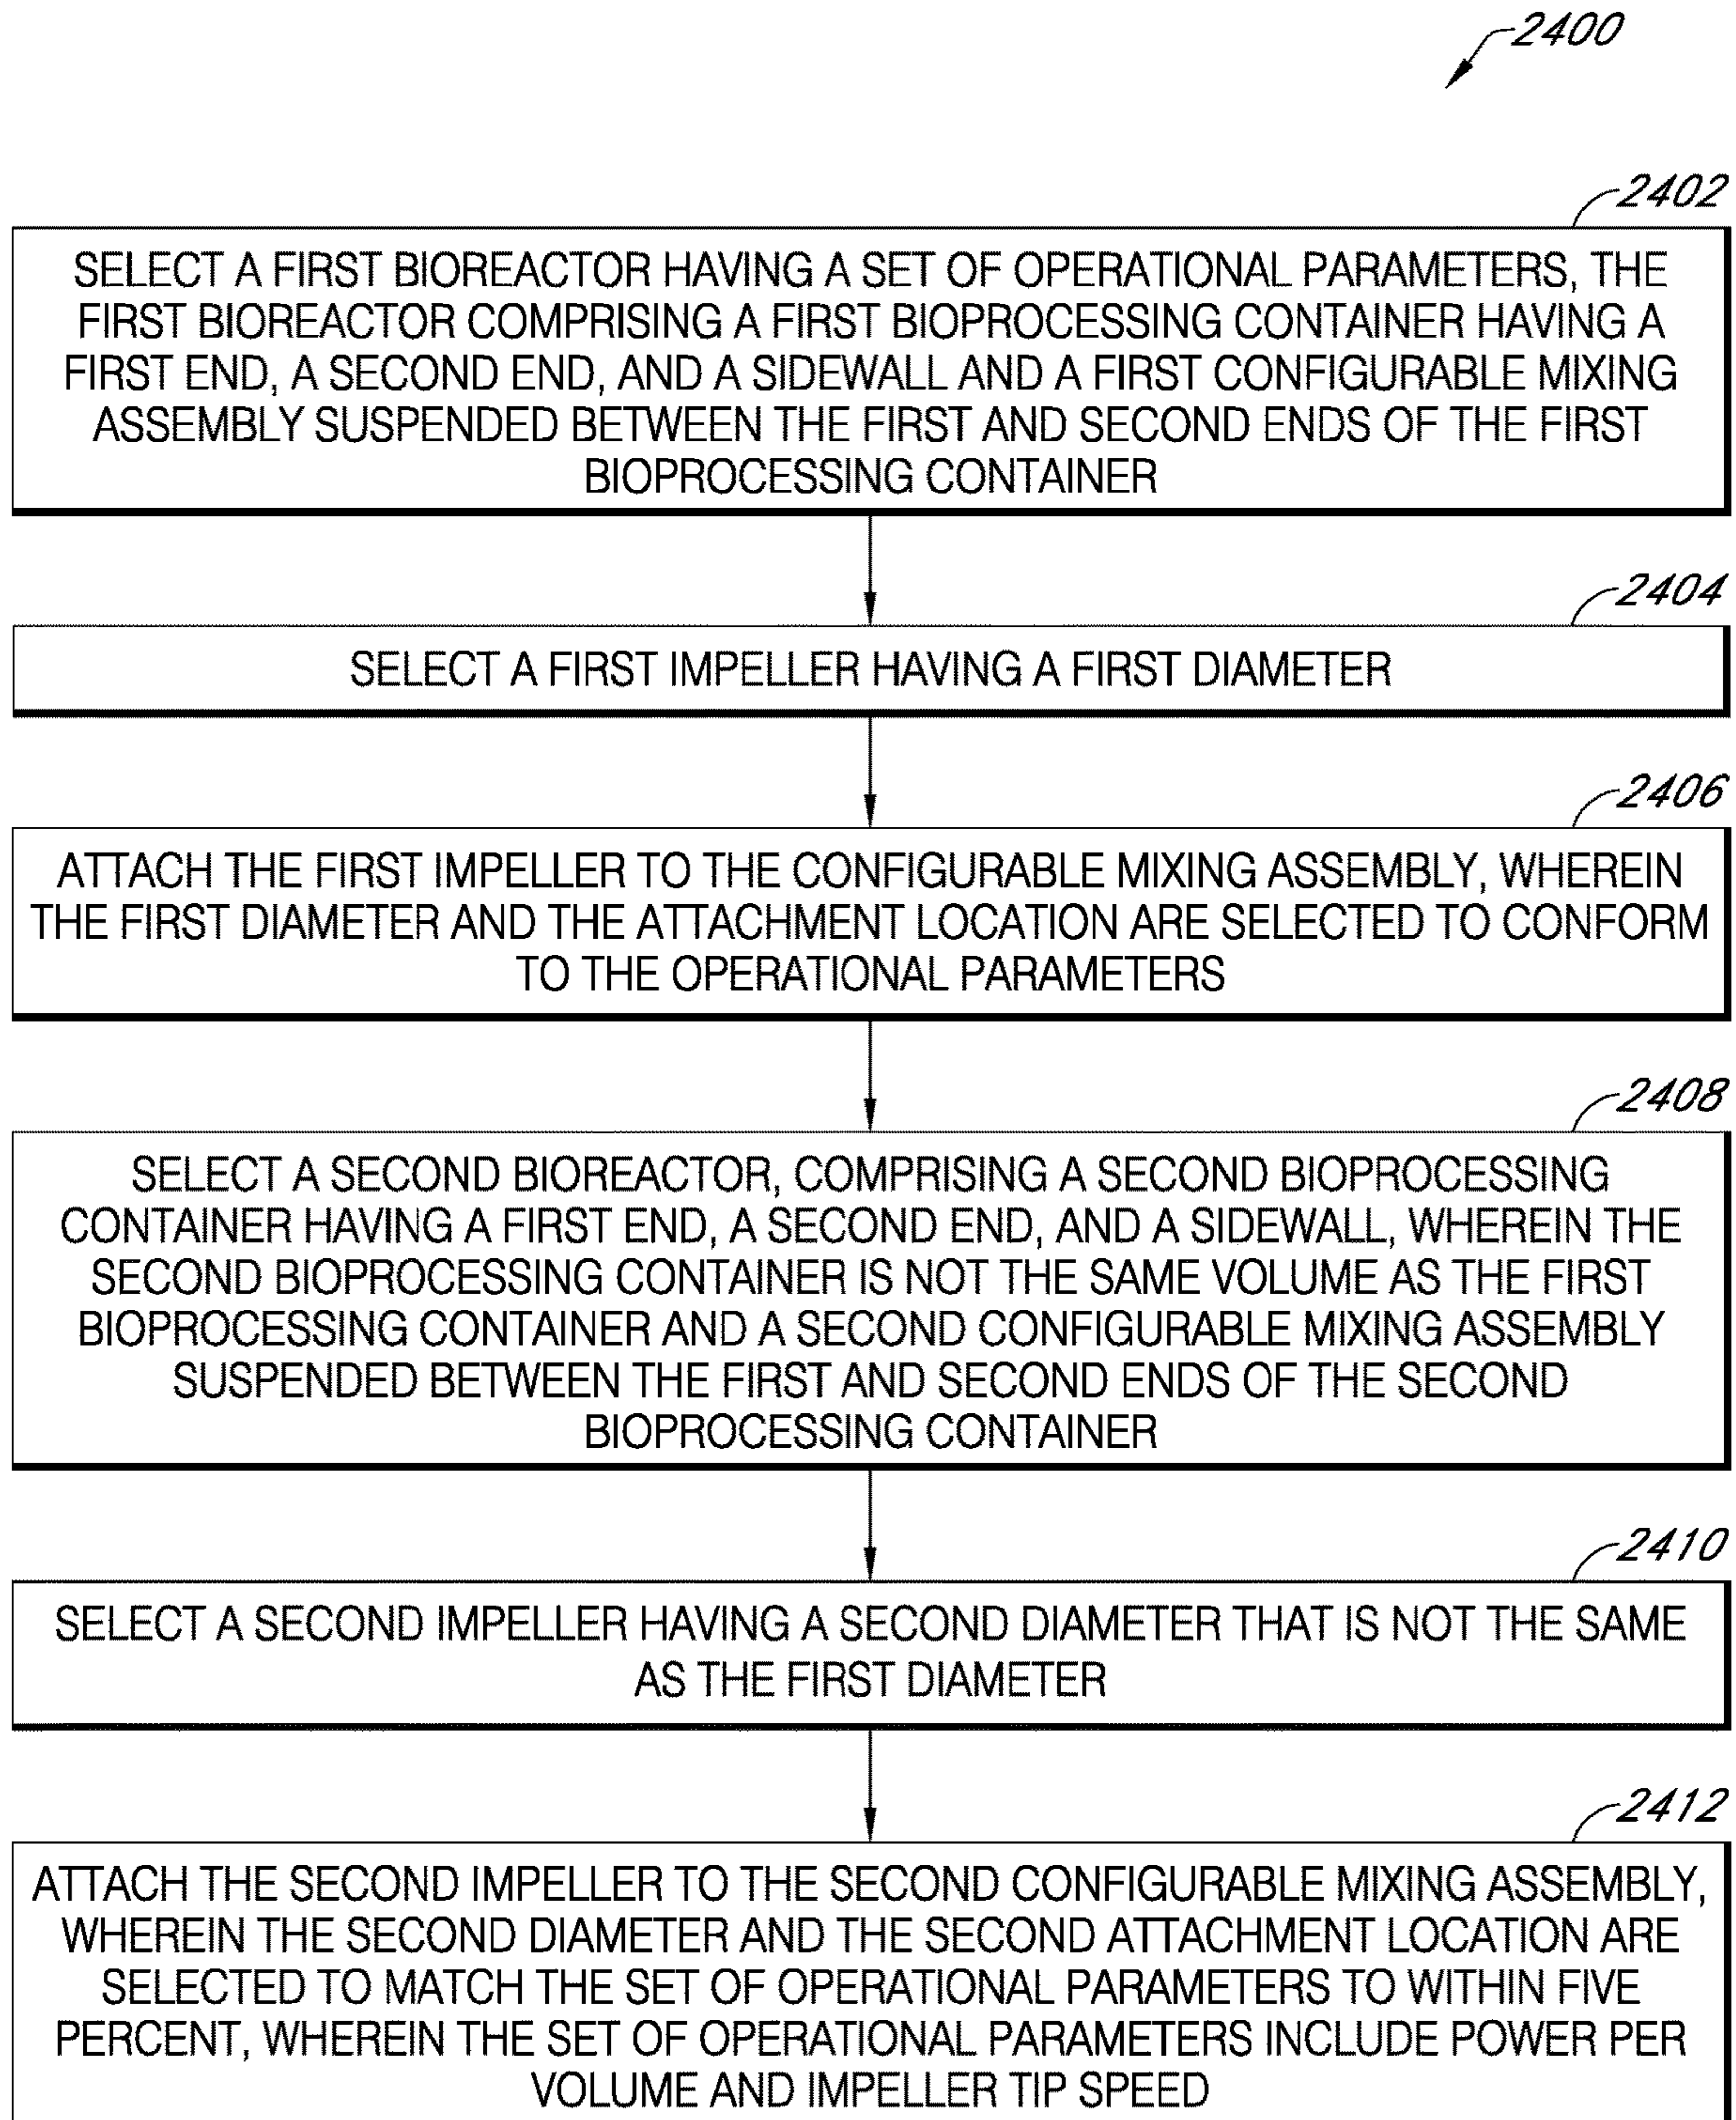 2400
2402
SELECT A FIRST BIOREACTOR HAVING A SET OF OPERATIONAL PARAMETERS, THE
FIRST BIOREACTOR COMPRISING A FIRST BIOPROCESSING CONTAINER HAVING A
FIRST END, A SECOND END, AND A SIDEWALL AND A FIRST CONFIGURABLE MIXING
ASSEMBLY SUSPENDED BETWEEN THE FIRST AND SECOND ENDS OF THE FIRST
BIOPROCESSING CONTAINER
2404
SELECT A FIRST IMPELLER HAVING A FIRST DIAMETER
2406
ATTACH THE FIRST IMPELLER TO THE CONFIGURABLE MIXING ASSEMBLY, WHEREIN
THE FIRST DIAMETER AND THE ATTACHMENT LOCATION ARE SELECTED TO CONFORM
TO THE OPERATIONAL PARAMETERS
2408
SELECT A SECOND BIOREACTOR, COMPRISING A SECOND BIOPROCESSING
CONTAINER HAVING A FIRST END, A SECOND END, AND A SIDEWALL, WHEREIN THE
SECOND BIOPROCESSING CONTAINER IS NOT THE SAME VOLUME AS THE FIRST
BIOPROCESSING CONTAINER AND A SECOND CONFIGURABLE MIXING ASSEMBLY
SUSPENDED BETWEEN THE FIRST AND SECOND ENDS OF THE SECOND
BIOPROCESSING CONTAINER
2410
SELECT A SECOND IMPELLER HAVING A SECOND DIAMETER THAT IS NOT THE SAME
AS THE FIRST DIAMETER
2412
ATTACH THE SECOND IMPELLER TO THE SECOND CONFIGURABLE MIXING ASSEMBLY,
WHEREIN THE SECOND DIAMETER AND THE SECOND ATTACHMENT LOCATION ARE
SELECTED TO MATCH THE SET OF OPERATIONAL PARAMETERS TO WITHIN FIVE
PERCENT, WHEREIN THE SET OF OPERATIONAL PARAMETERS INCLUDE POWER PER
VOLUME AND IMPELLER TIP SPEED